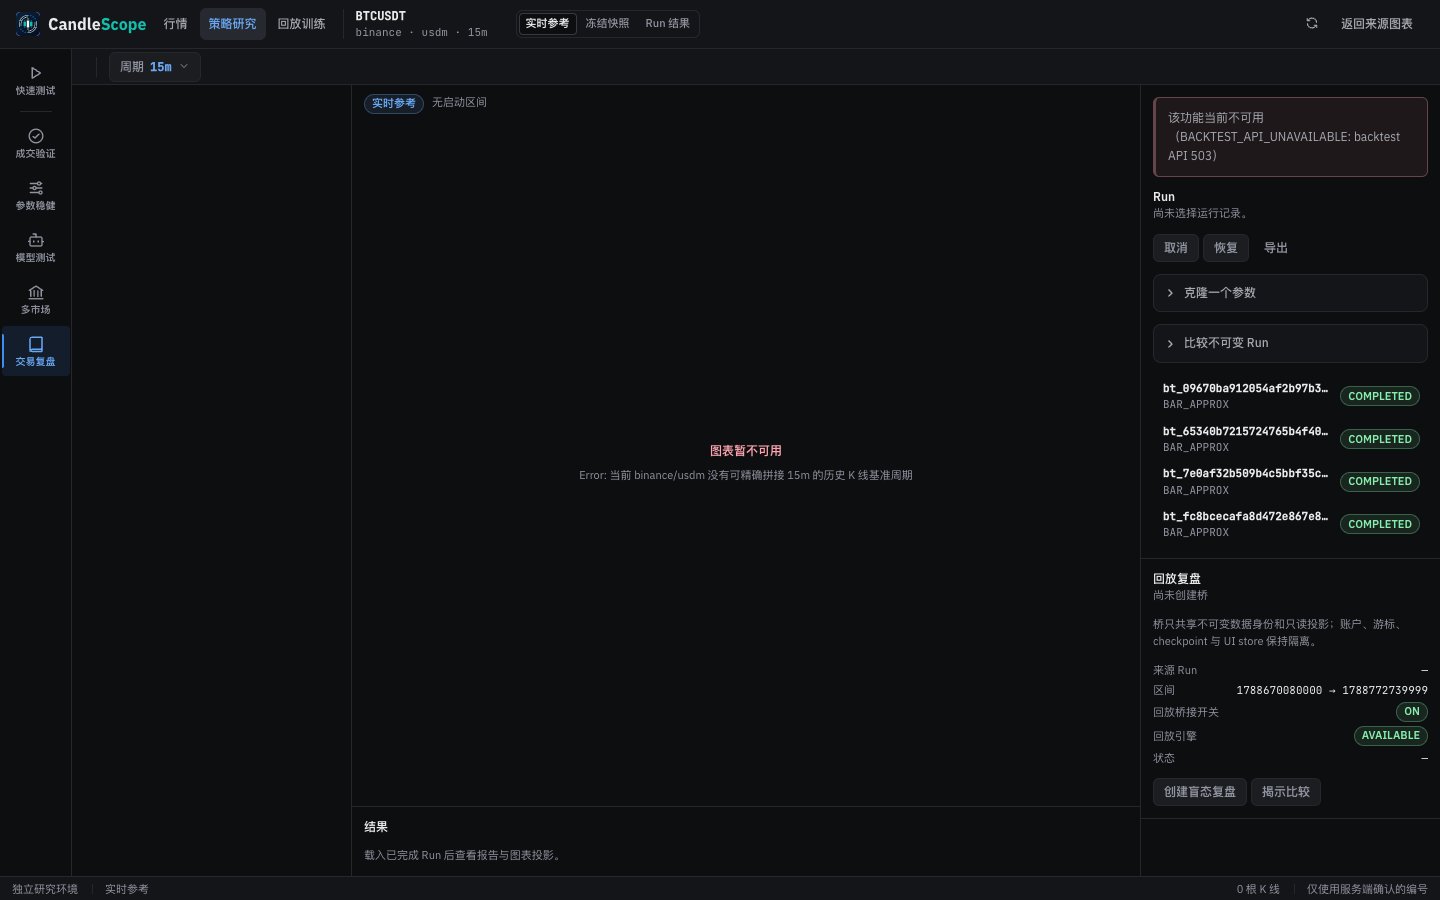 CandleScope
行情
策略研究
回放训练
BTCUSDT
binance · usdm · 15m
实时参考
冻结快照
Run 结果
返回来源图表
周期 15m
快速测试
成交验证
参数稳健
模型测试
多市场
交易复盘
实时参考
无启动区间
图表暂不可用
Error: 当前 binance/usdm 没有可精确拼接 15m 的历史 K 线基准周期
结果
载入已完成 Run 后查看报告与图表投影。
该功能当前不可用
（BACKTEST_API_UNAVAILABLE: backtest
API 503）
Run
尚未选择运行记录。
取消
恢复
导出
克隆一个参数
比较不可变 Run
bt_09670ba912054af2b97b3…
BAR_APPROX
COMPLETED
bt_65340b7215724765b4f40…
BAR_APPROX
COMPLETED
bt_7e0af32b509b4c5bbf35c…
BAR_APPROX
COMPLETED
bt_fc8bcecafa8d472e867e8…
BAR_APPROX
COMPLETED
回放复盘
尚未创建桥
桥只共享不可变数据身份和只读投影；账户、游标、
checkpoint 与 UI store 保持隔离。
来源 Run —
区间 1788670080000 → 1788772739999
回放桥接开关 ON
回放引擎 AVAILABLE
状态 —
创建盲态复盘
揭示比较
独立研究环境
实时参考
0 根 K 线
仅使用服务端确认的编号